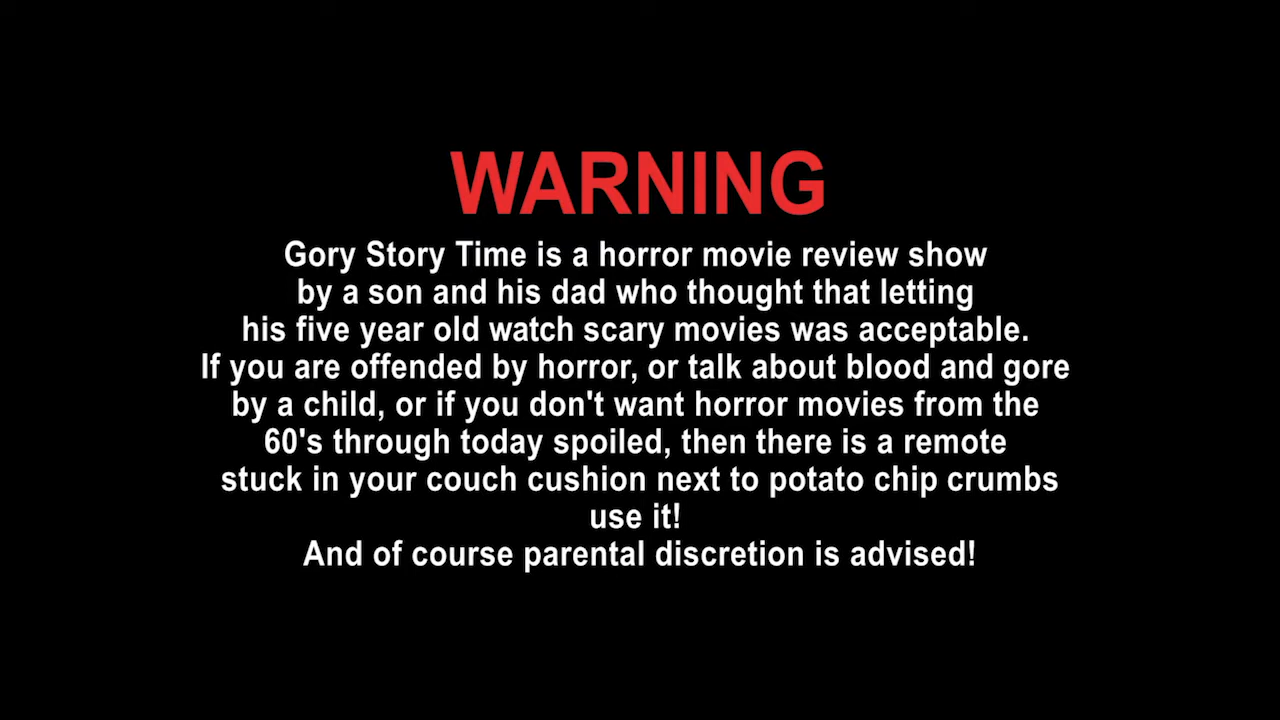 WARNING
Gory Story Time is a horror movie review show
by a son and his dad who thought that letting
his five year old watch scary movies was acceptable.
If you are offended by horror, or talk about blood and gore
by a child, or if you don't want horror movies from the
60's through today spoiled, then there is a remote
stuck in your couch cushion next to potato chip crumbs
use it!
And of course parental discretion is advised!